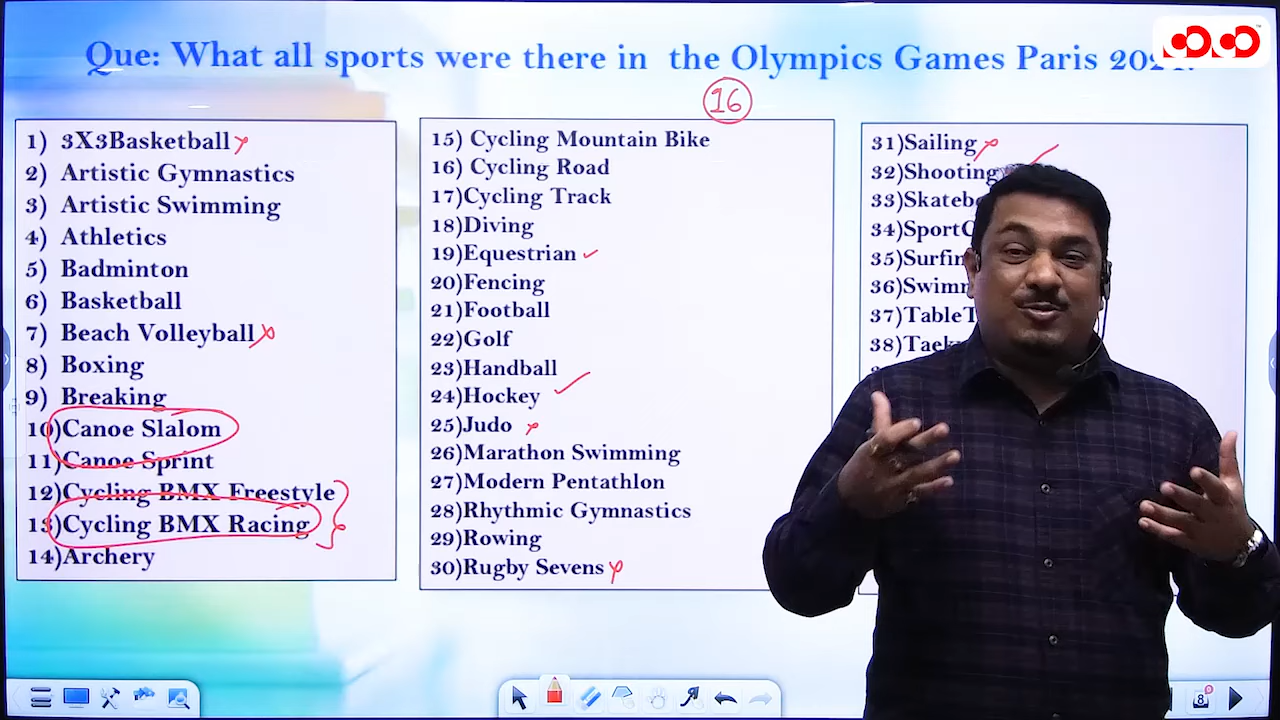 Que: What all sports were there in the Olympics Games Paris
16
1) 3X3Basketball
2) Artistic Gymnastics
3) Artistic Swimming
4) Athletics
5) Badminton
6) Basketball
7) Beach Volleyball
8) Boxing
9) Breaking
10)Canoe Slalom
11)Canoe Sprint
12)Cycling BMX Freestyle
13)Cycling BMX Racing
14)Archery
15) Cycling Mountain Bike
16) Cycling Road
17)Cycling Track
18)Diving
19)Equestrian
20)Fencing
21)Football
22)Golf
23)Handball
24)Hockey
25)Judo
26)Marathon Swimming
27)Modern Pentathlon
28)Rhythmic Gymnastics
29)Rowing
30)Rugby Sevens
31)Sailing
32)Shooting
33)
34)
35)
36)
37)
38)